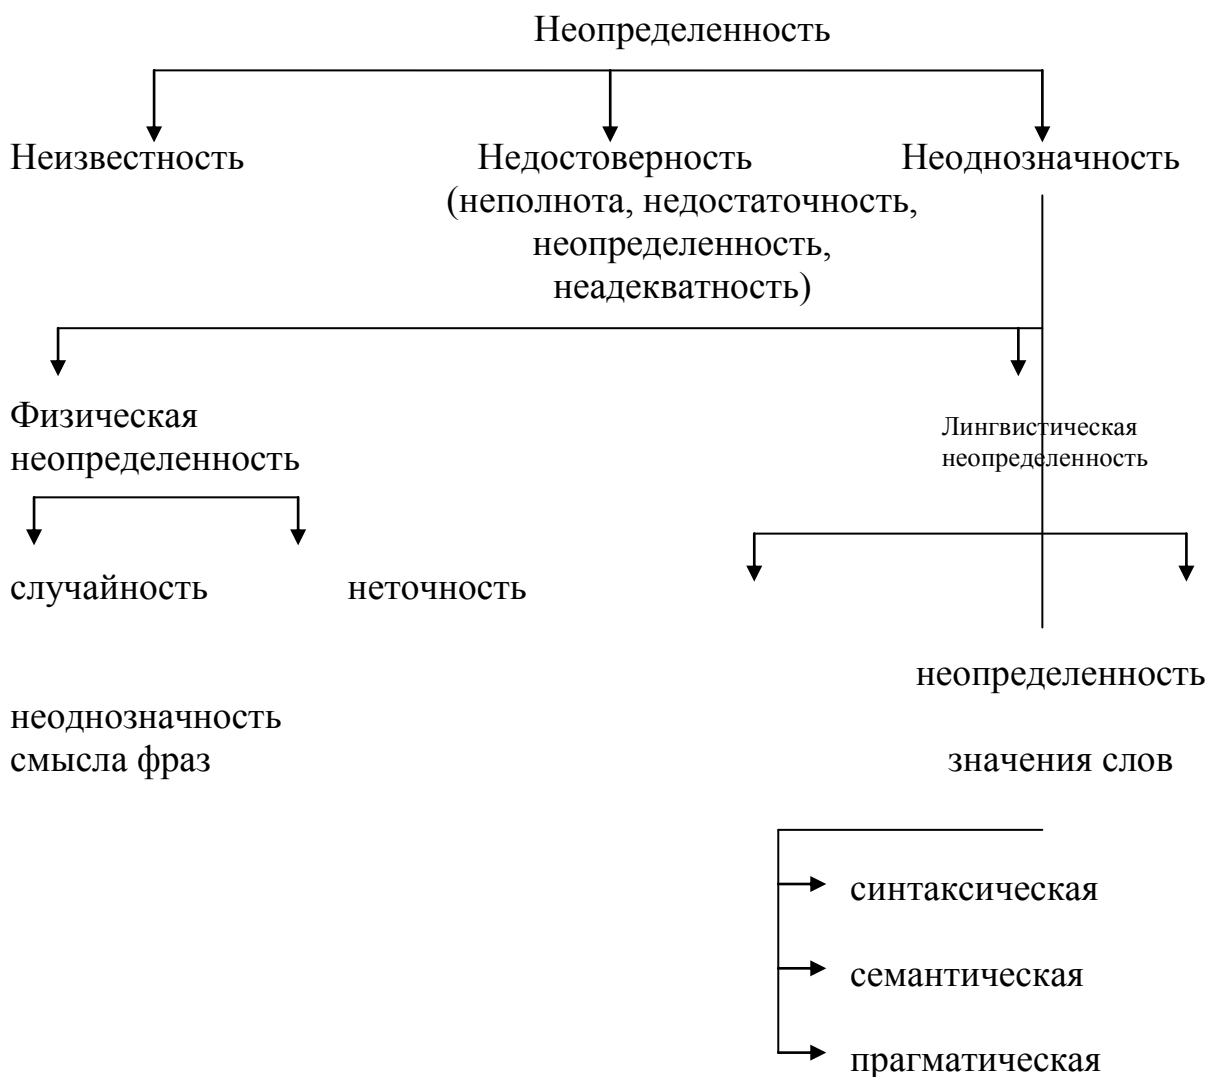 Неопределенность
Неизвестность Недостоверность Неоднозначность
(неполнота, недостаточность,
неопределенность,
неадекватность)
Физическая
неопределенность
Лингвистическая
неопределенность
случайность неточность
неопределенность
неоднозначность
смысла фраз значения слов
синтаксическая
семантическая
прагматическая